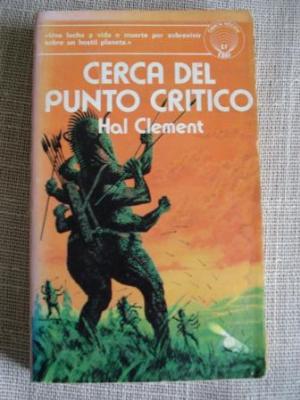 «Una lucha a vida o muerte por sobrevivir
sobre un hostil planeta.»
CERCA DEL
PUNTO CRITICO
Hal Clement